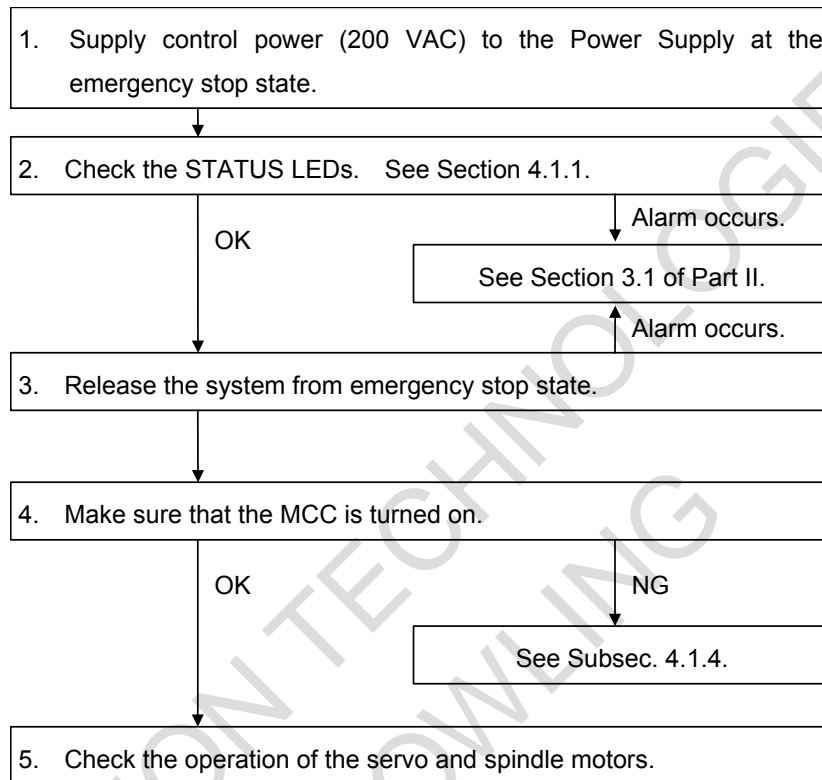 1. Supply control power (200 VAC) to the Power Supply at the
emergency stop state.
2. Check the STATUS LEDs. See Section 4.1.1.
Alarm occurs.
OK
See Section 3.1 of Part II.
Alarm occurs.
3. Release the system from emergency stop state.
4. Make sure that the MCC is turned on.
OK
NG
See Subsec. 4.1.4.
5. Check the operation of the servo and spindle motors.